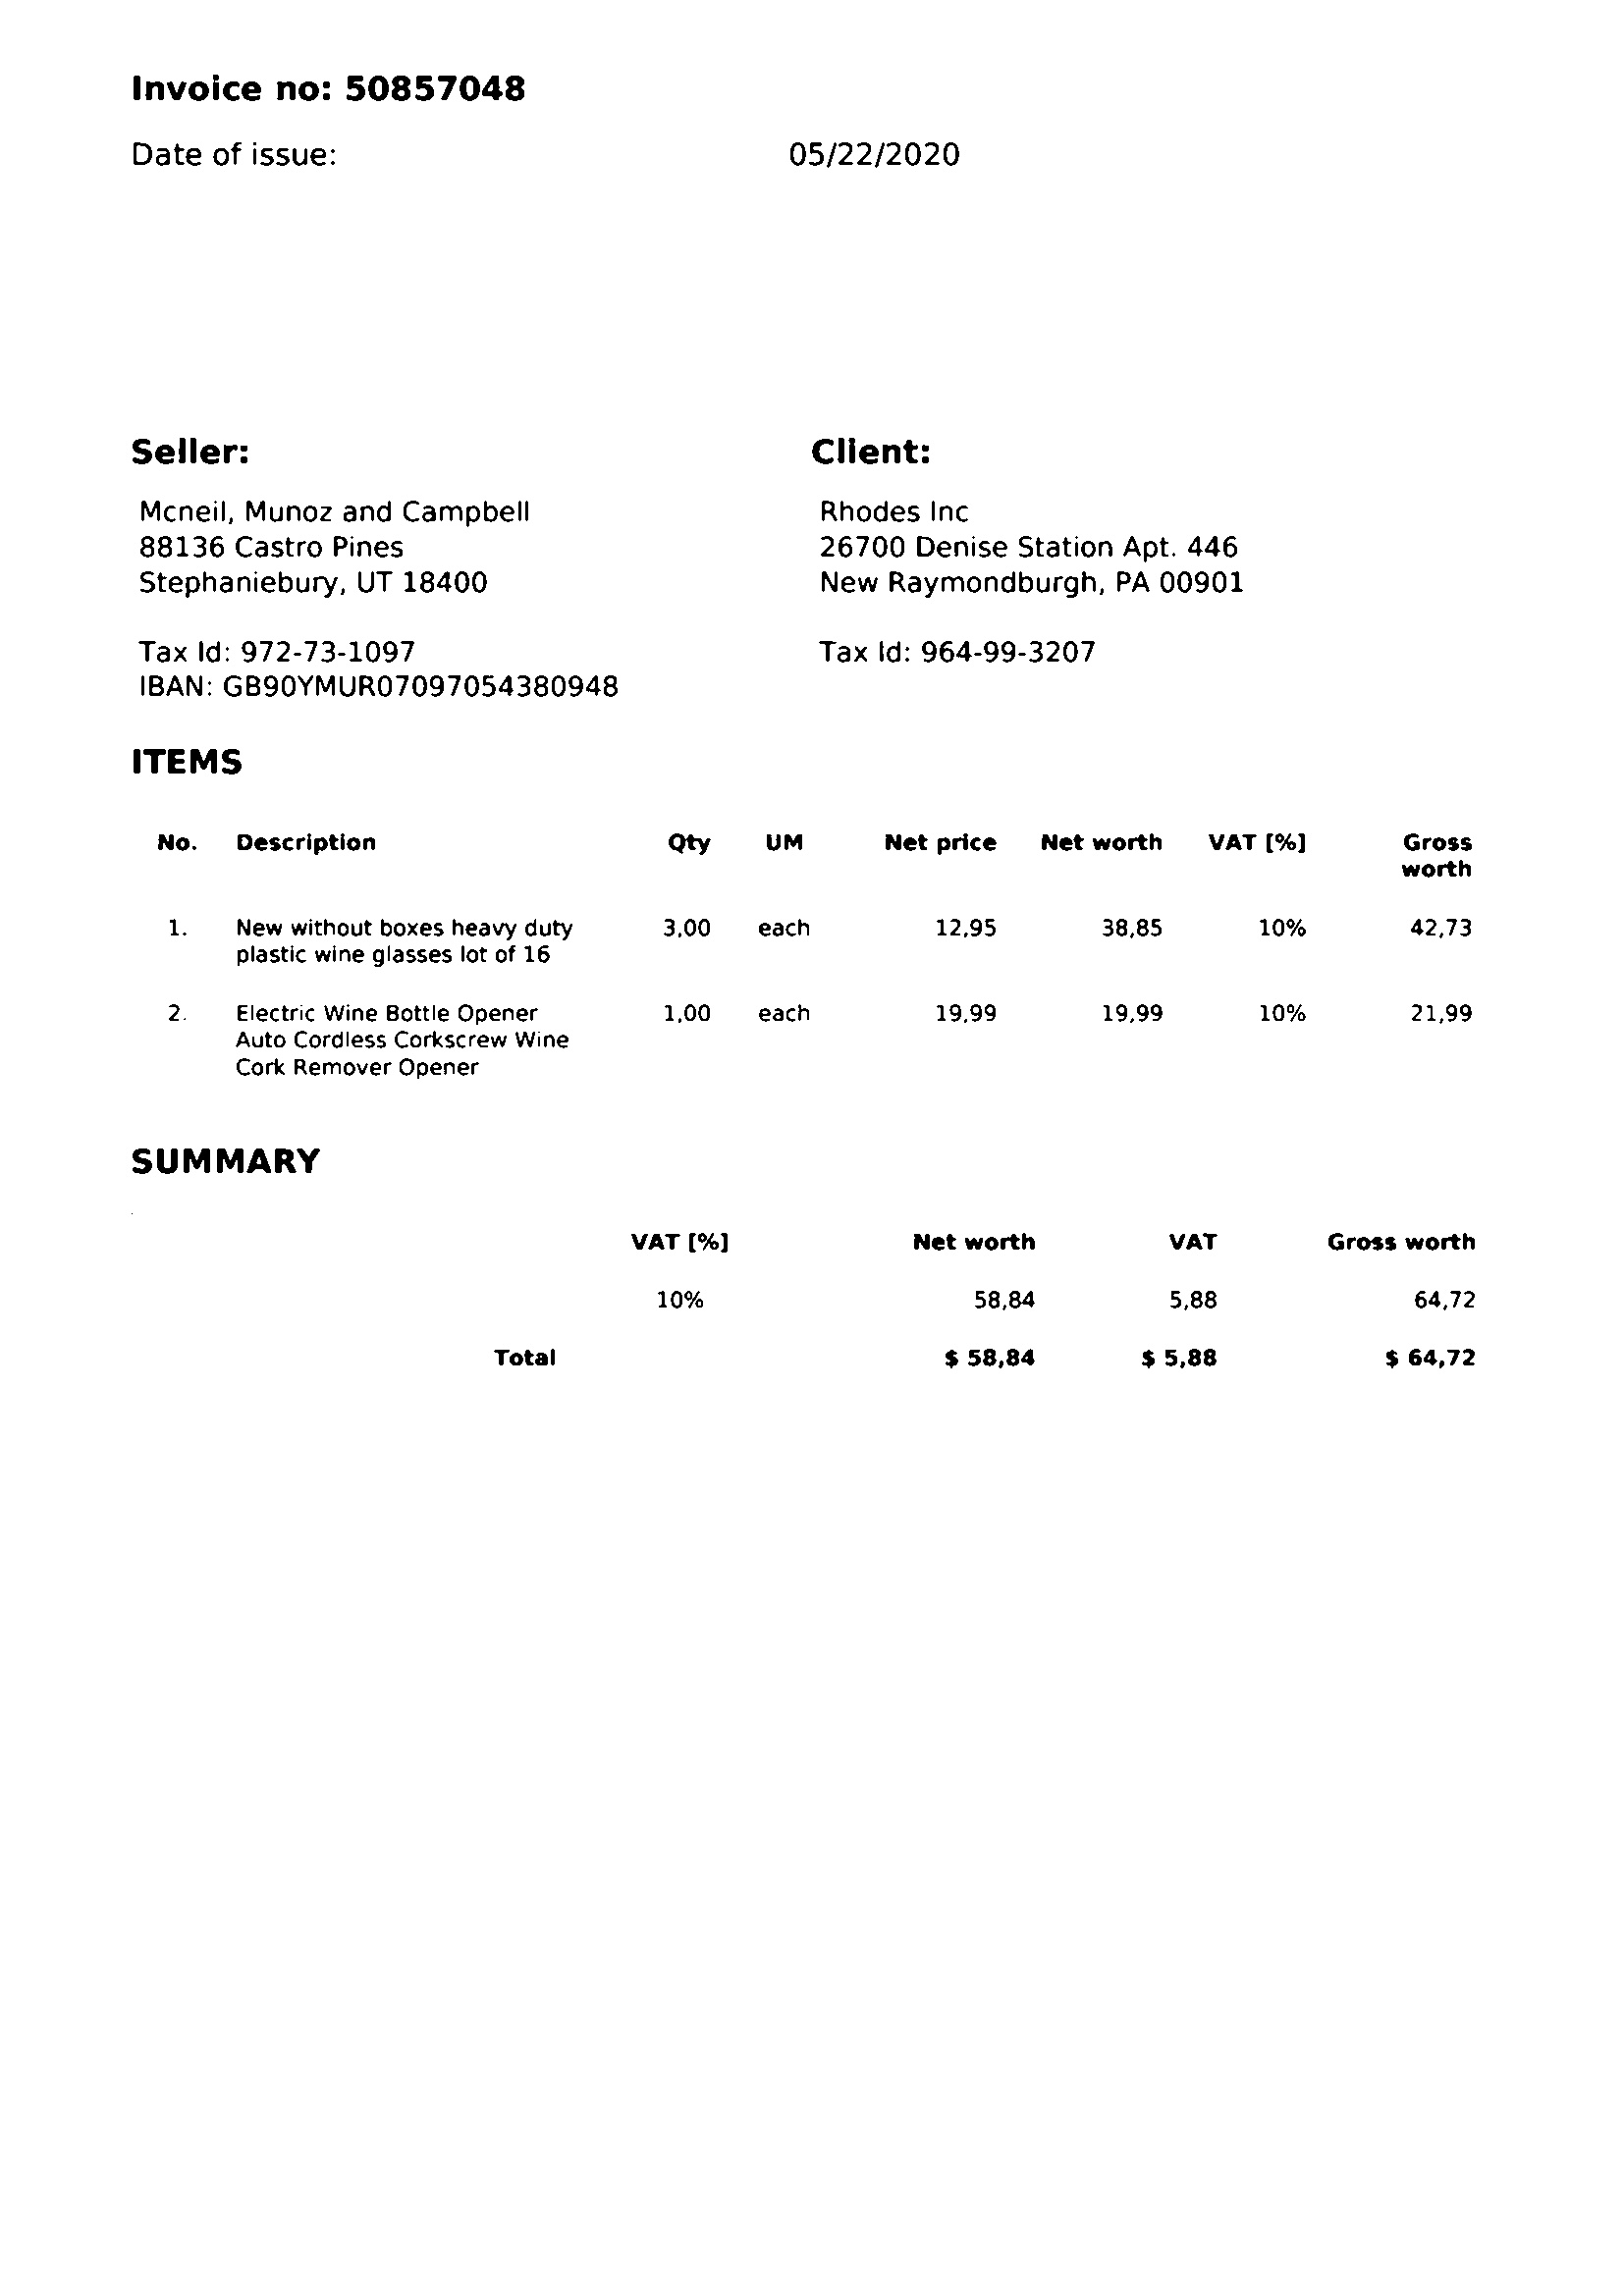 Invoice no: 50857048
Date of issue: 05/22/2020
Seller:
Mcneil, Munoz and Campbell
88136 Castro Pines
Stephaniebury, UT 18400
Tax Id: 972-73-1097
IBAN: GB90YMUR07097054380948
Client:
Rhodes Inc
26700 Denise Station Apt. 446
New Raymondburgh, PA 00901
Tax Id: 964-99-3207
ITEMS
No. Description Qty UM Net price Net worth VAT [%] Gross
worth
1. New without boxes heavy duty 3,00 each 12,95 38,85 10% 42,73
plastic wine glasses lot of 16
2. Electric Wine Bottle Opener 1,00 each 19,99 19,99 10% 21,99
Auto Cordless Corkscrew Wine
Cork Remover Opener
SUMMARY
VAT [%] Net worth VAT Gross worth
10% 58,84 5,88 64,72
Total $ 58,84 $ 5,88 $ 64,72